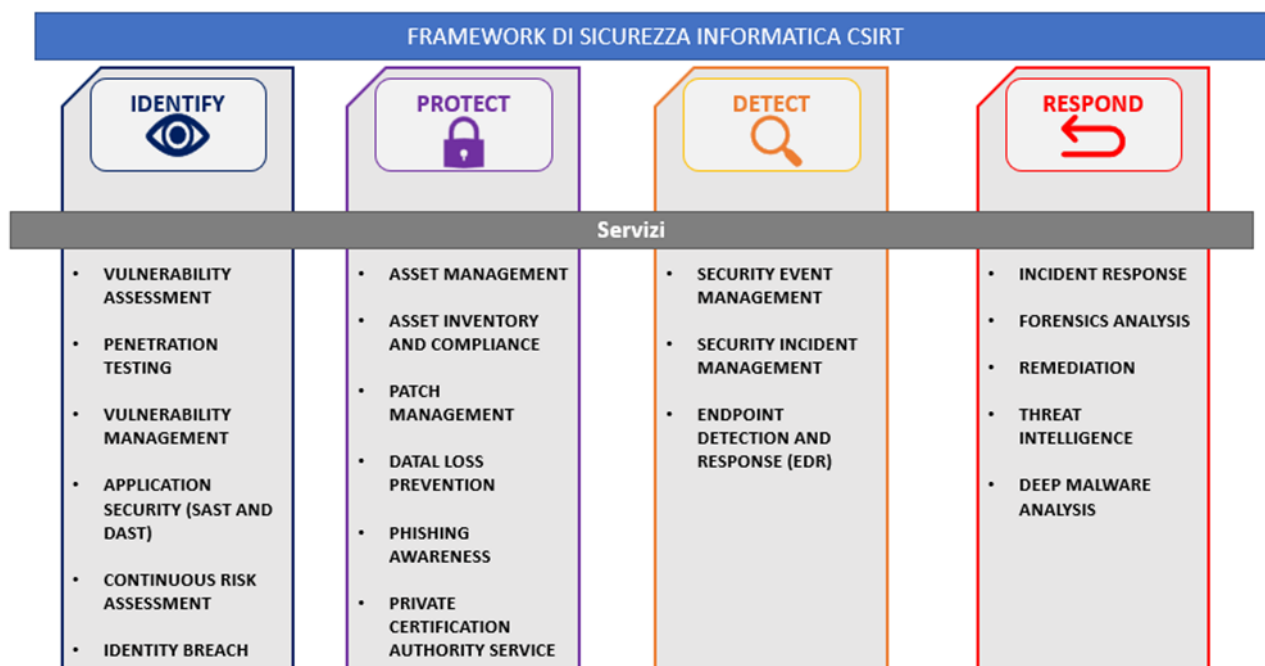 FRAMEWORK DI SICUREZZA INFORMATICA CSIRT
IDENTIFY
PROTECT
DETECT
RESPOND
Servizi
• VULNERABILITY
ASSESSMENT
• PENETRATION
TESTING
• VULNERABILITY
MANAGEMENT
• APPLICATION
SECURITY (SAST AND
DAST)
• CONTINUOUS RISK
ASSESSMENT
• IDENTITY BREACH
• ASSET MANAGEMENT
• ASSET INVENTORY
AND COMPLIANCE
• PATCH
MANAGEMENT
• DATAL LOSS
PREVENTION
• PHISHING
AWARENESS
• PRIVATE
CERTIFICATION
AUTHORITY SERVICE
• SECURITY EVENT
MANAGEMENT
• SECURITY INCIDENT
MANAGEMENT
• ENDPOINT
DETECTION AND
RESPONSE (EDR)
• INCIDENT RESPONSE
• FORENSICS ANALYSIS
• REMEDIATION
• THREAT
INTELLIGENCE
• DEEP MALWARE
ANALYSIS